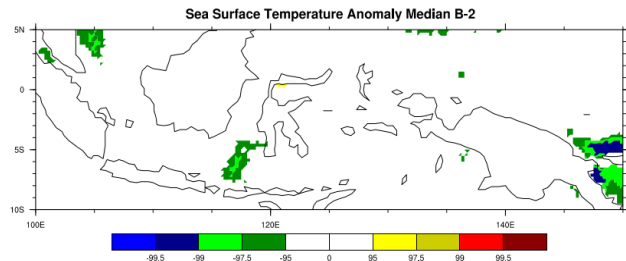 Sea Surface Temperature Anomaly Median B-2
5N
0
5S
10S
100E 120E 140E
-99.5 -99 -97.5 -95 0 95 97.5 99 99.5